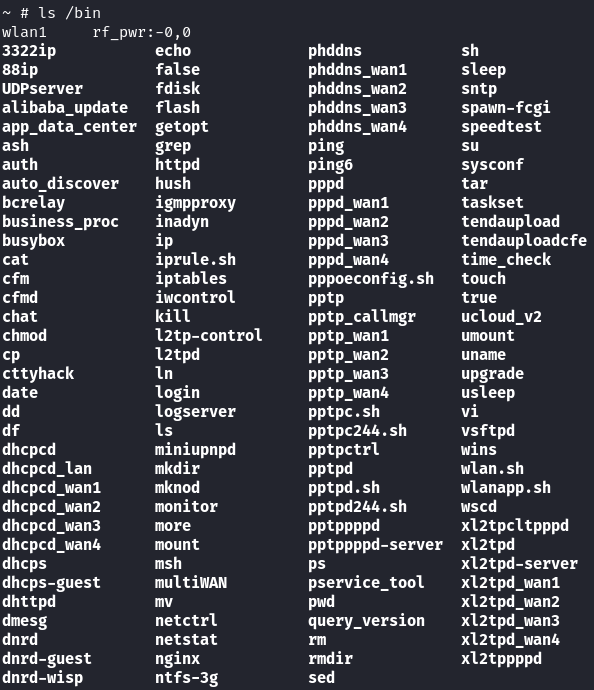 ~ # ls /bin
wlan1     rf_pwr:-0,0
3322ip           echo             phddns           sh
88ip             false            phddns_wan1      sleep
UDPserver        fdisk            phddns_wan2      sntp
alibaba_update   flash            phddns_wan3      spawn-fcgi
app_data_center  getopt           phddns_wan4      speedtest
ash              grep             ping             su
auth             httpd            ping6            sysconf
auto_discover    hush             pppd             tar
bcrelay          igmpproxy        pppd_wan1        taskset
business_proc    inadyn           pppd_wan2        tendaupload
busybox          ip               pppd_wan3        tendauploadcfe
cat              iprule.sh        pppd_wan4        time_check
cfm              iptables         pppoeconfig.sh   touch
cfmd             iwcontrol        pptp             true
chat             kill             pptp_callmgr     ucloud_v2
chmod            l2tp-control     pptp_wan1        umount
cp               l2tpd            pptp_wan2        uname
cttyhack         ln               pptp_wan3        upgrade
date             login            pptp_wan4        usleep
dd               logserver        pptpc.sh         vi
df               ls               pptpc244.sh      vsftpd
dhcpcd           miniupnpd        pptpctrl         wins
dhcpcd_lan       mkdir            pptpd            wlan.sh
dhcpcd_wan1      mknod            pptpd.sh         wlanapp.sh
dhcpcd_wan2      monitor          pptpd244.sh      wscd
dhcpcd_wan3      more             pptppppd         xl2tpcltpppd
dhcpcd_wan4      mount            pptppppd-server  xl2tpd
dhcps            msh              ps               xl2tpd-server
dhcps-guest      multiWAN         pservice_tool    xl2tpd_wan1
dhttpd           mv               pwd              xl2tpd_wan2
dmesg            netctrl          query_version    xl2tpd_wan3
dnrd             netstat          rm               xl2tpd_wan4
dnrd-guest       nginx            rmdir            xl2tppppd
dnrd-wisp        ntfs-3g          sed